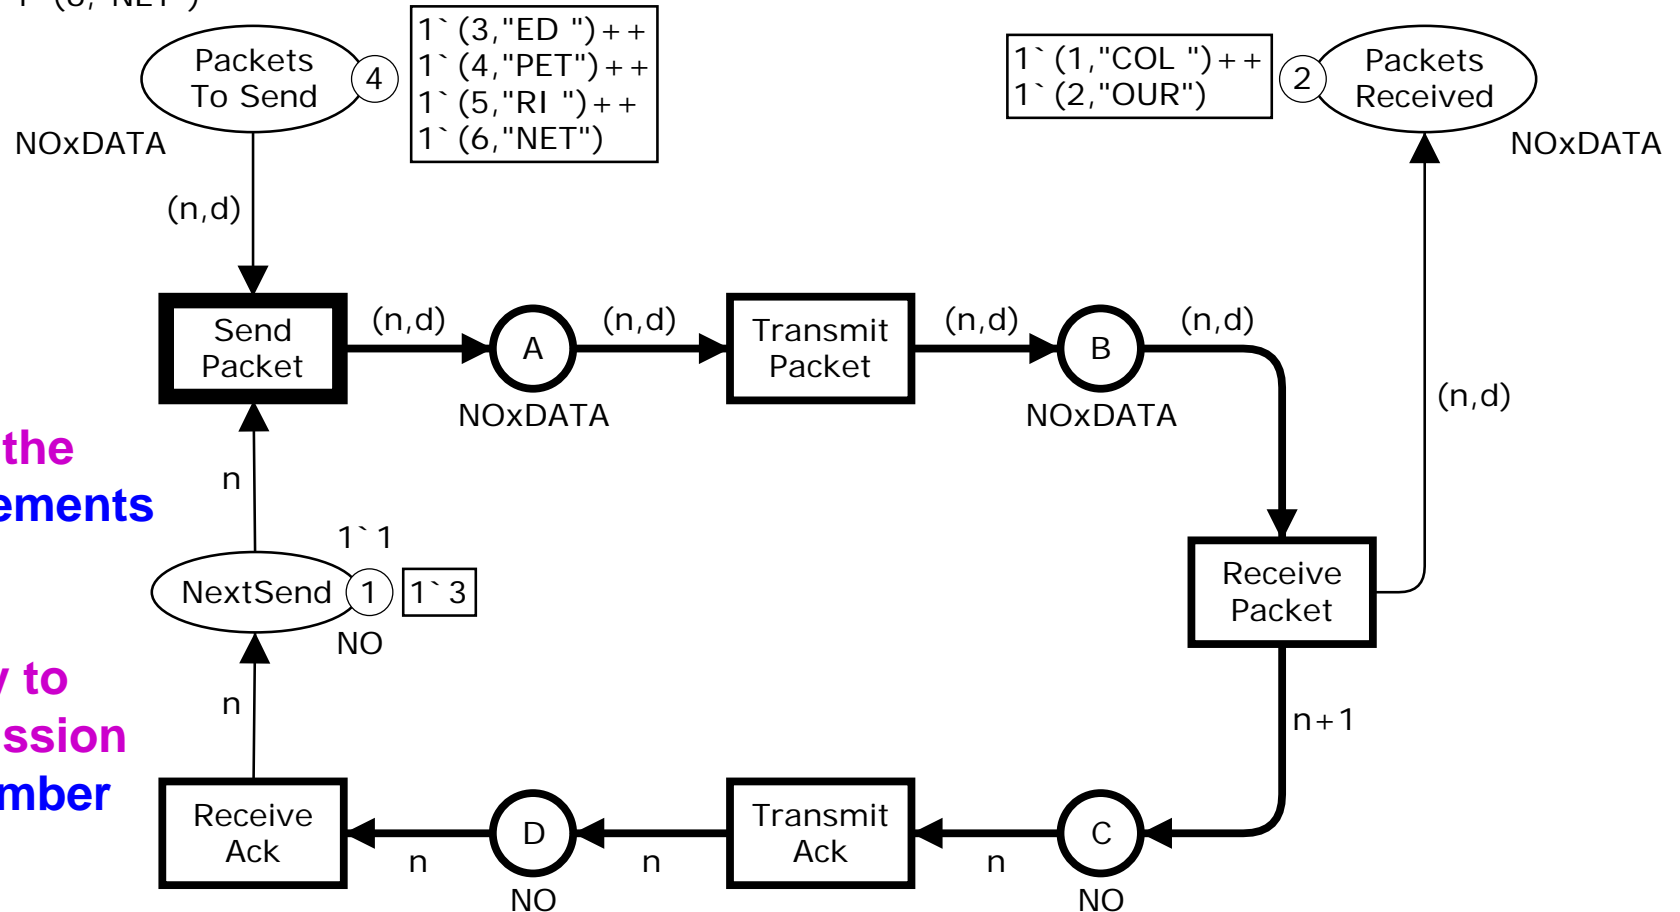 1`(3,"ED ")++
1`(4,"PET")++
1`(5,"RI ")++
1`(6,"NET")
Packets
To Send
4
NOxDATA
1`(1,"COL ")++
1`(2,"OUR")
2
Packets
Received
NOxDATA
(n,d)
Send
Packet
(n,d)
A
NOxDATA
(n,d)
Transmit
Packet
(n,d)
B
NOxDATA
(n,d)
(n,d)
the
ements
n
1`1
NextSend
1
1`3
NO
Receive
Packet
y to
ssion
mber
n
n+1
Receive
Ack
n
D
NO
n
Transmit
Ack
n
C
NO